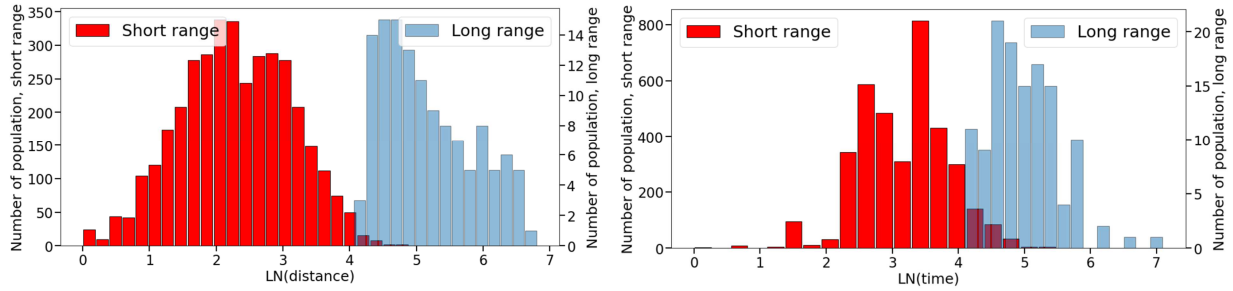 Number of population, short range
350
300
250
200
150
100
50
0
Short range
Long range
14
12
10
8
6
4
2
0
Number of population, long range
0 1 2 3 4 5 6 7
LN(distance)
Number of population, short range
800
600
400
200
0
Short range
Long range
20
15
10
5
0
Number of population, long range
0 1 2 3 4 5 6 7
LN(time)